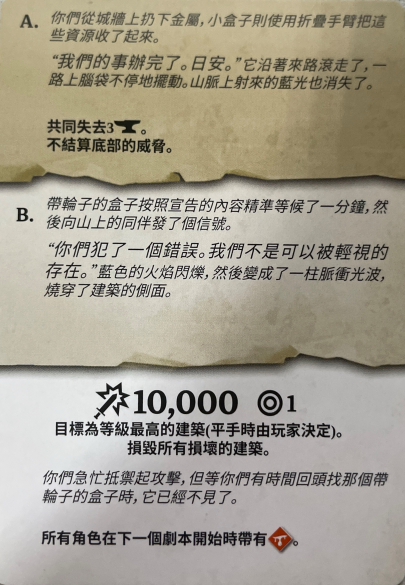 A. 你們從城牆上扔下金屬，小盒子則使用折疊手臂把這
些資源收了起來。
“我們的事辦完了。日安。”它沿著來路滾走了，一
路上腦袋不停地擺動。山脈上射來的藍光也消失了。
共同失去3。
不結算底部的威脅。
B. 帶輪子的盒子按照宣告的內容精準等候了一分鐘，然
後向山上的同伴發了個信號。
“你們犯了一個錯誤。我們不是可以被輕視的
存在。”藍色的火焰閃爍，然後變成了一柱脈衝光波，
燒穿了建築的側面。
10,000 1
目標為等級最高的建築(平手時由玩家決定)。
損毀所有損壞的建築。
你們急忙抵禦起攻擊，但等你們有時間回頭找那個帶
輪子的盒子時，它已經不見了。
所有角色在下一個劇本開始時帶有。